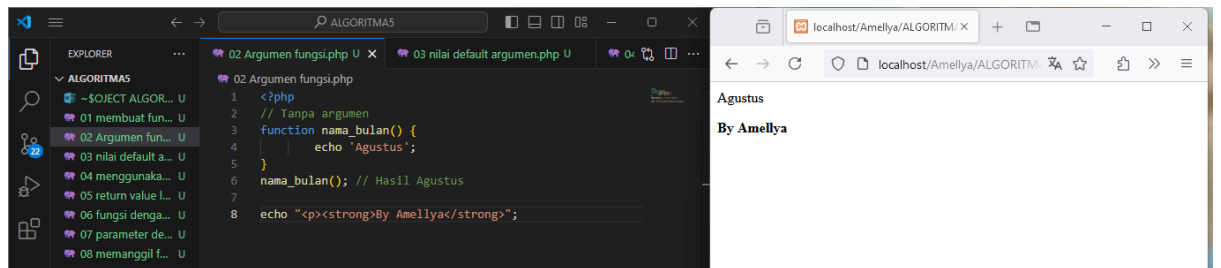 ALGORITMA5
EXPLORER
ALGORITMA5
~$OJECT ALGOR... U
01 membuat fun... U
02 Argumen fun... U
03 nilai default a... U
04 menggunaka... U
05 return value l... U
06 fungsi denga... U
07 parameter de... U
08 memanggil f... U
22
02 Argumen fungsi.php U
03 nilai default argumen.php U
02 Argumen fungsi.php
1 <?php
2 // Tanpa argumen
3 function nama_bulan() {
4 echo 'Agustus';
5 }
6 nama_bulan(); // Hasil Agustus
7
8 echo "<p><strong>By Amellya</strong>";
localhost/Amellya/ALGORITMA
localhost/Amellya/ALGORITM
Agustus
By Amellya